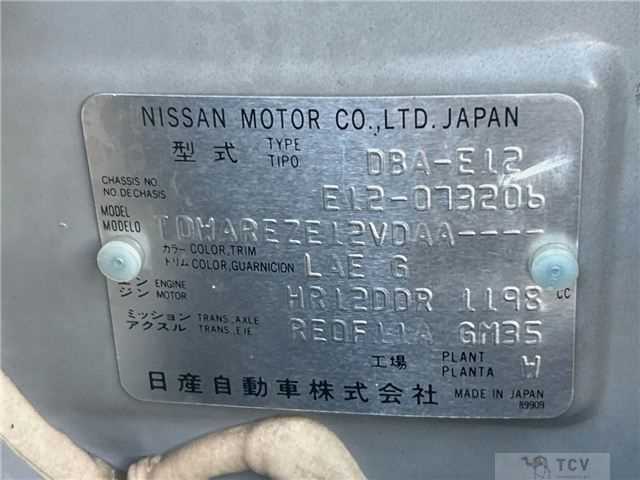 NISSAN MOTOR CO.,LTD. JAPAN
型式 TYPE TIPO DBA-E12
CHASSIS NO. NO. DE CHASIS E12-073206
MODEL MODELO TDWAREZE12VDAA----
カラー COLOR, TRIM トリム COLOR, GUARNICION LAE G
エンジン ENGINE MOTOR HR12DDR 1198 CC
ミッション TRANS., AXLE アクスル TRANS., EJE RE0F11A GM35
工場 PLANT PLANTA W
日産自動車株式会社 MADE IN JAPAN
89909
TCV